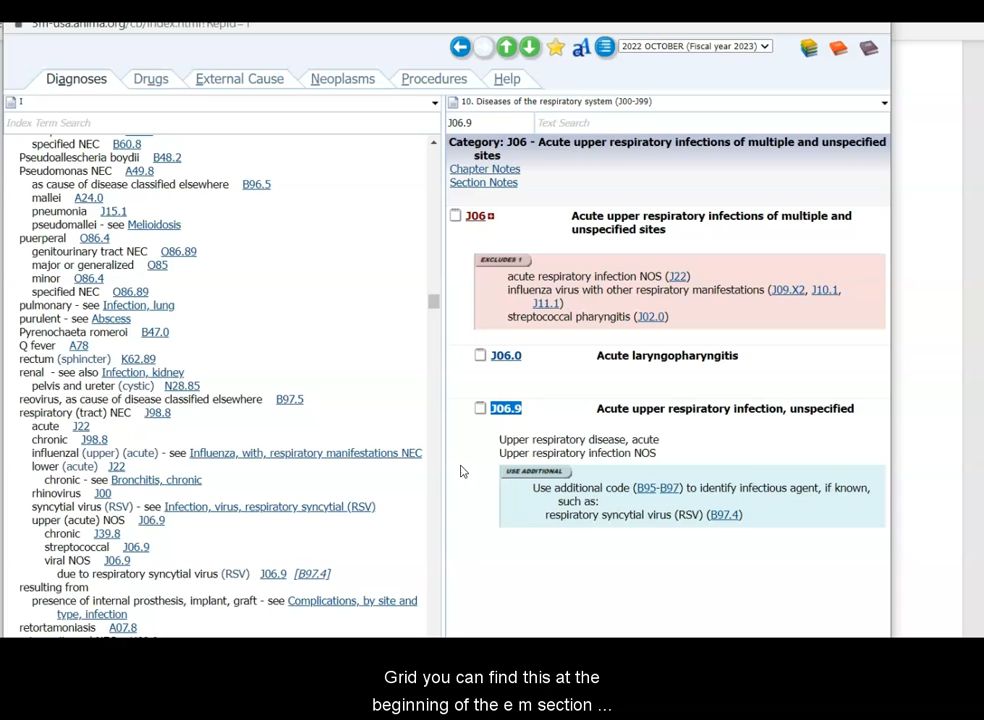 3m-usa.anima.org/cb/index.html?RepId=1
2022 OCTOBER (Fiscal year 2023)
Diagnoses
Drugs
External Cause
Neoplasms
Procedures
Help
I
Index Term Search
specified NEC B60.8
Pseudoallescheria boydii B48.2
Pseudomonas NEC A49.8
as cause of disease classified elsewhere B96.5
mallei A24.0
pneumonia J15.1
pseudomallei - see Melioidosis
puerperal O86.4
genitourinary tract NEC O86.89
major or generalized O85
minor O86.4
specified NEC O86.89
pulmonary - see Infection, lung
purulent - see Abscess
Pyrenochaeta romeroi B47.0
Q fever A78
rectum (sphincter) K62.89
renal - see also Infection, kidney
pelvis and ureter (cystic) N28.85
reovirus, as cause of disease classified elsewhere B97.5
respiratory (tract) NEC J98.8
acute J22
chronic J98.8
influenzal (upper) (acute) - see Influenza, with, respiratory manifestations NEC
lower (acute) J22
chronic - see Bronchitis, chronic
rhinovirus J00
syncytial virus (RSV) - see Infection, virus, respiratory syncytial (RSV)
upper (acute) NOS J06.9
chronic J39.8
streptococcal J06.9
viral NOS J06.9
due to respiratory syncytial virus (RSV) J06.9 [B97.4]
resulting from
presence of internal prosthesis, implant, graft - see Complications, by site and
type, infection
retortamoniasis A07.8
10. Diseases of the respiratory system (J00-J99)
J06.9
Text Search
Category: J06 - Acute upper respiratory infections of multiple and unspecified
sites
Chapter Notes
Section Notes
J06 Acute upper respiratory infections of multiple and
unspecified sites
EXCLUDES 1
acute respiratory infection NOS (J22)
influenza virus with other respiratory manifestations (J09.X2, J10.1,
J11.1)
streptococcal pharyngitis (J02.0)
J06.0 Acute laryngopharyngitis
J06.9 Acute upper respiratory infection, unspecified
Upper respiratory disease, acute
Upper respiratory infection NOS
USE ADDITIONAL
Use additional code (B95-B97) to identify infectious agent, if known,
such as:
respiratory syncytial virus (RSV) (B97.4)
Grid you can find this at the
beginning of the e m section ...